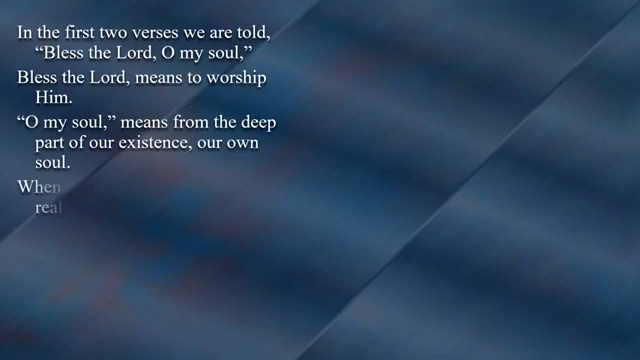 In the first two verses we are told,
“Bless the Lord, O my soul,”
Bless the Lord, means to worship
Him.
“O my soul,” means from the deep
part of our existence, our own
soul.
When
real